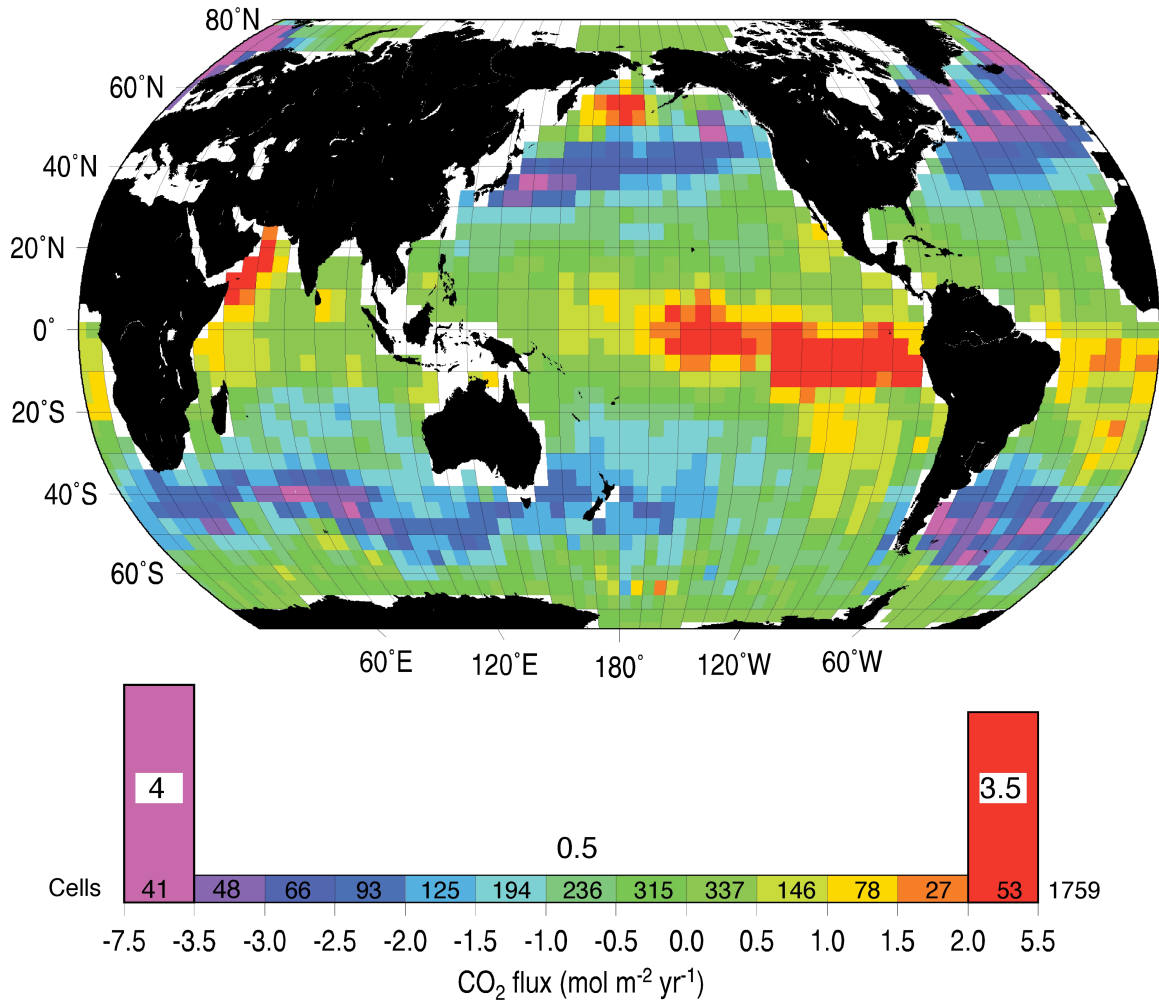 80˚N
60˚N
40˚N
20˚N
0˚
20˚S
40˚S
60˚S
60˚E 120˚E 180˚ 120˚W 60˚W
4 3.5
0.5
Cells 41 48 66 93 125 194 236 315 337 146 78 27 53 1759
-7.5 -3.5 -3.0 -2.5 -2.0 -1.5 -1.0 -0.5 0.0 0.5 1.0 1.5 2.0 5.5
CO₂ flux (mol m⁻² yr⁻¹)